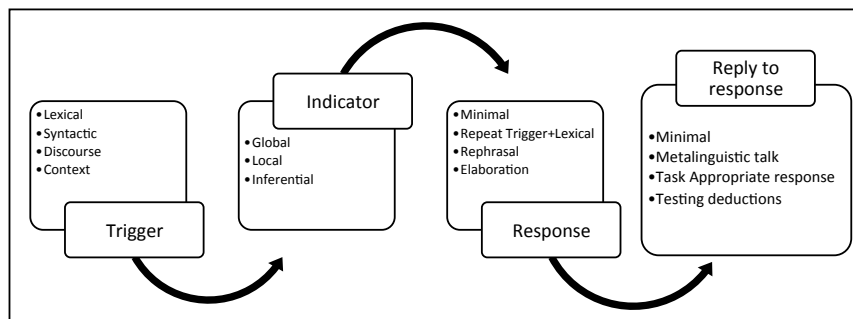 •Lexical
•Syntactic
•Discourse
•Context
Trigger
Indicator
•Global
•Local
•Inferential
•Minimal
•Repeat Trigger+Lexical
•Rephrasal
•Elaboration
Response
Reply to
response
•Minimal
•Metalinguistic talk
•Task Appropriate response
•Testing deductions